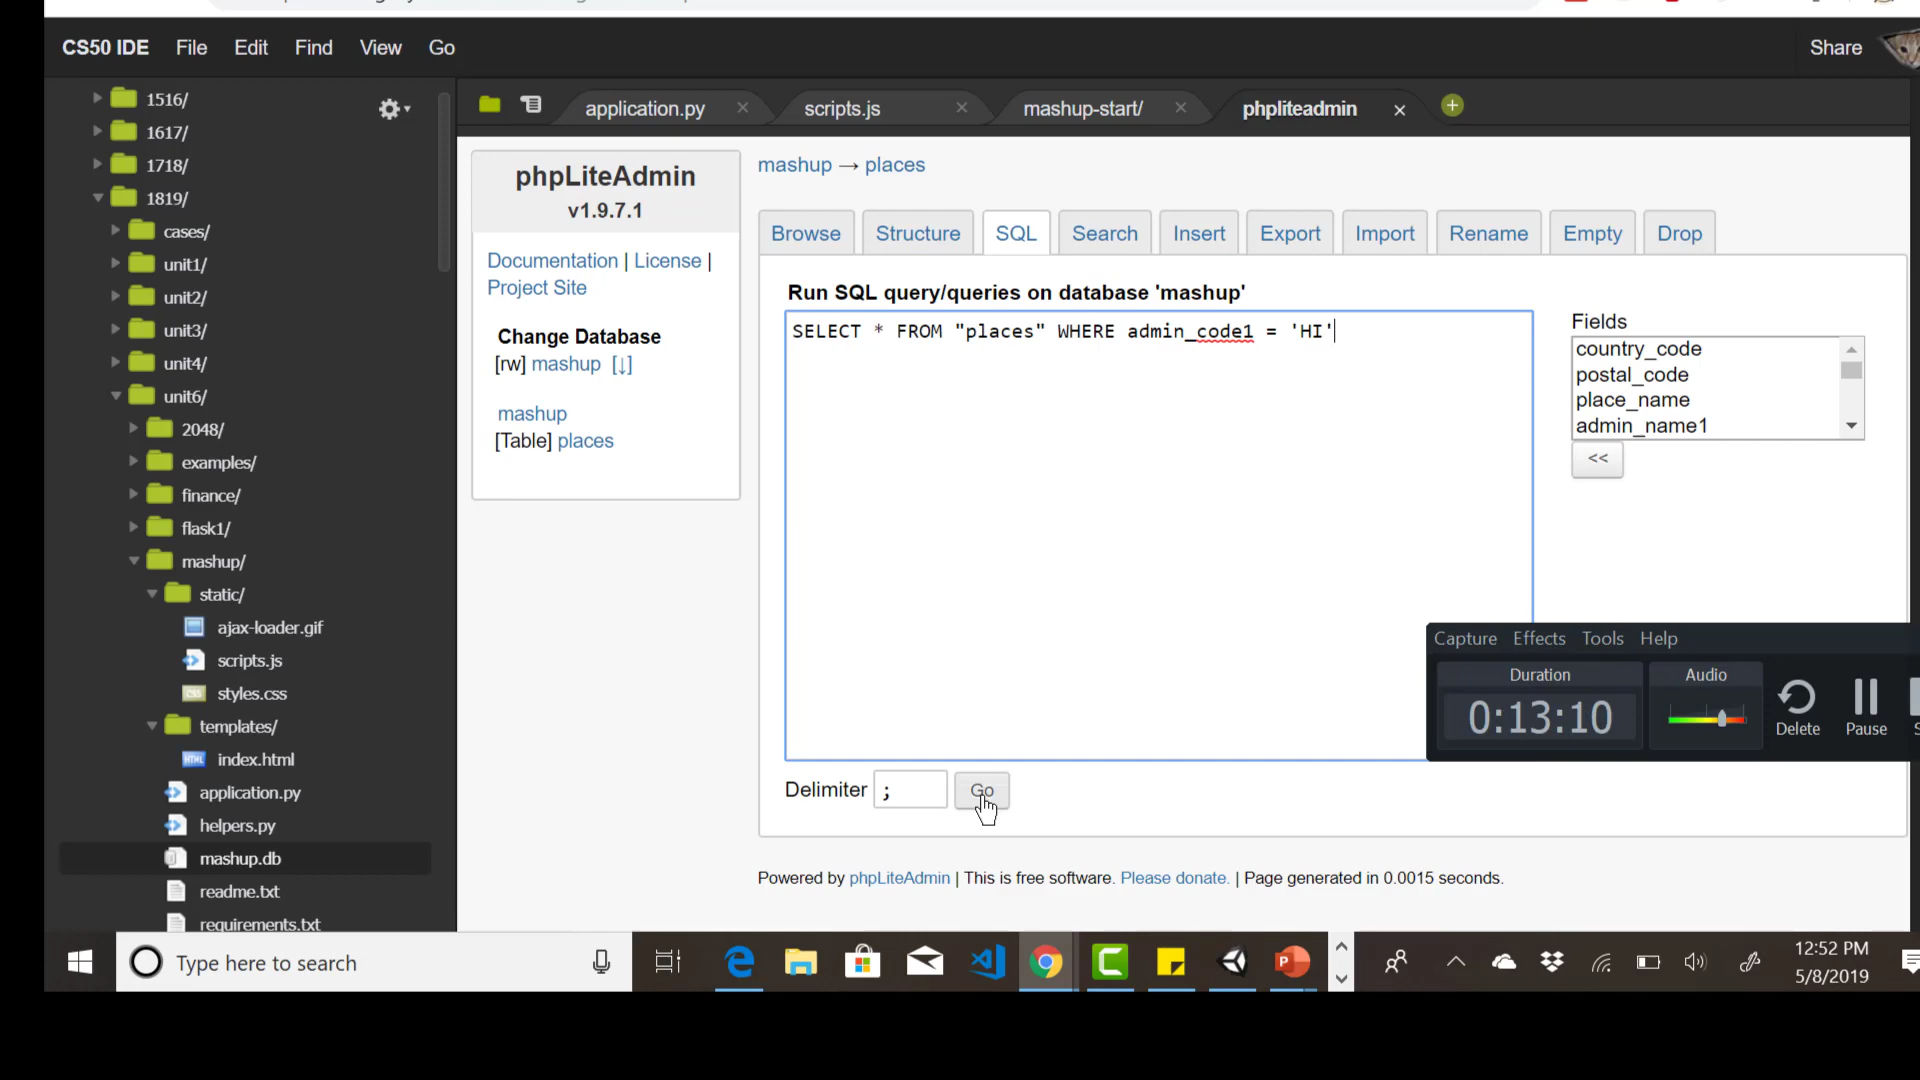 CS50 IDE File Edit Find View Go Share
1516/
1617/
1718/
1819/
cases/
unit1/
unit2/
unit3/
unit4/
unit6/
2048/
examples/
finance/
flask1/
mashup/
static/
ajax-loader.gif
scripts.js
styles.css
templates/
index.html
application.py
helpers.py
mashup.db
readme.txt
requirements.txt
application.py scripts.js mashup-start/ phpliteadmin
phpLiteAdmin
v1.9.7.1
Documentation | License |
Project Site
Change Database
[rw] mashup [↓]
mashup
[Table] places
mashup → places
Browse Structure SQL Search Insert Export Import Rename Empty Drop
Run SQL query/queries on database 'mashup'
SELECT * FROM "places" WHERE admin_code1 = 'HI'
Fields
country_code
postal_code
place_name
admin_name1
<<
Capture Effects Tools Help
Duration Audio
0:13:10
Delete Pause
Delimiter ; Go
Powered by phpLiteAdmin | This is free software. Please donate. | Page generated in 0.0015 seconds.
Type here to search
12:52 PM
5/8/2019